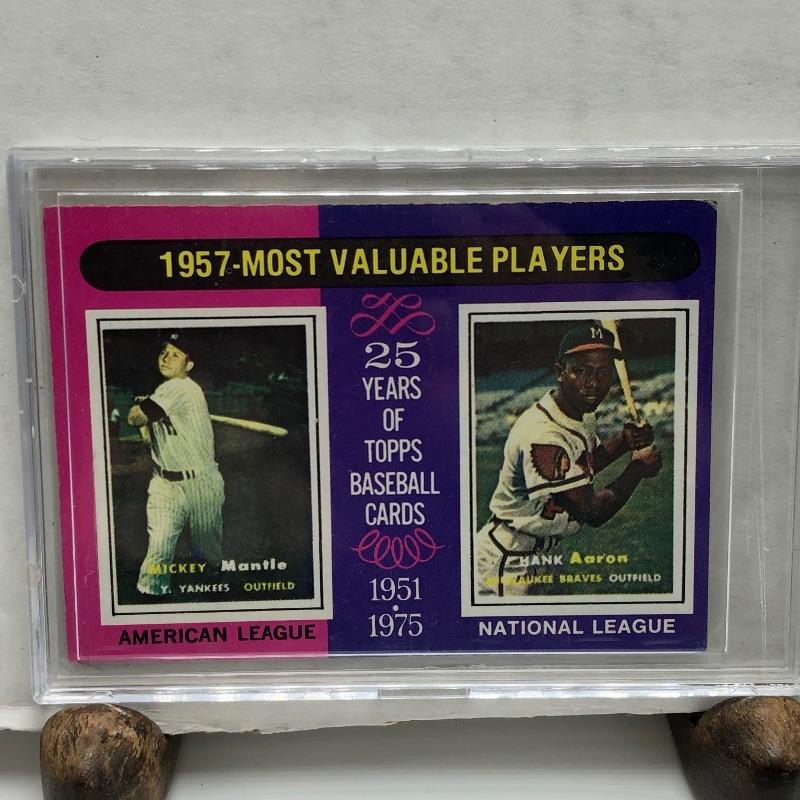 1957-MOST VALUABLE PLAYERS
25
YEARS
OF
TOPPS
BASEBALL
CARDS
1951
1975
MICKEY Mantle
Y. YANKEES OUTFIELD
AMERICAN LEAGUE
M
HANK Aaron
MILWAUKEE BRAVES OUTFIELD
NATIONAL LEAGUE